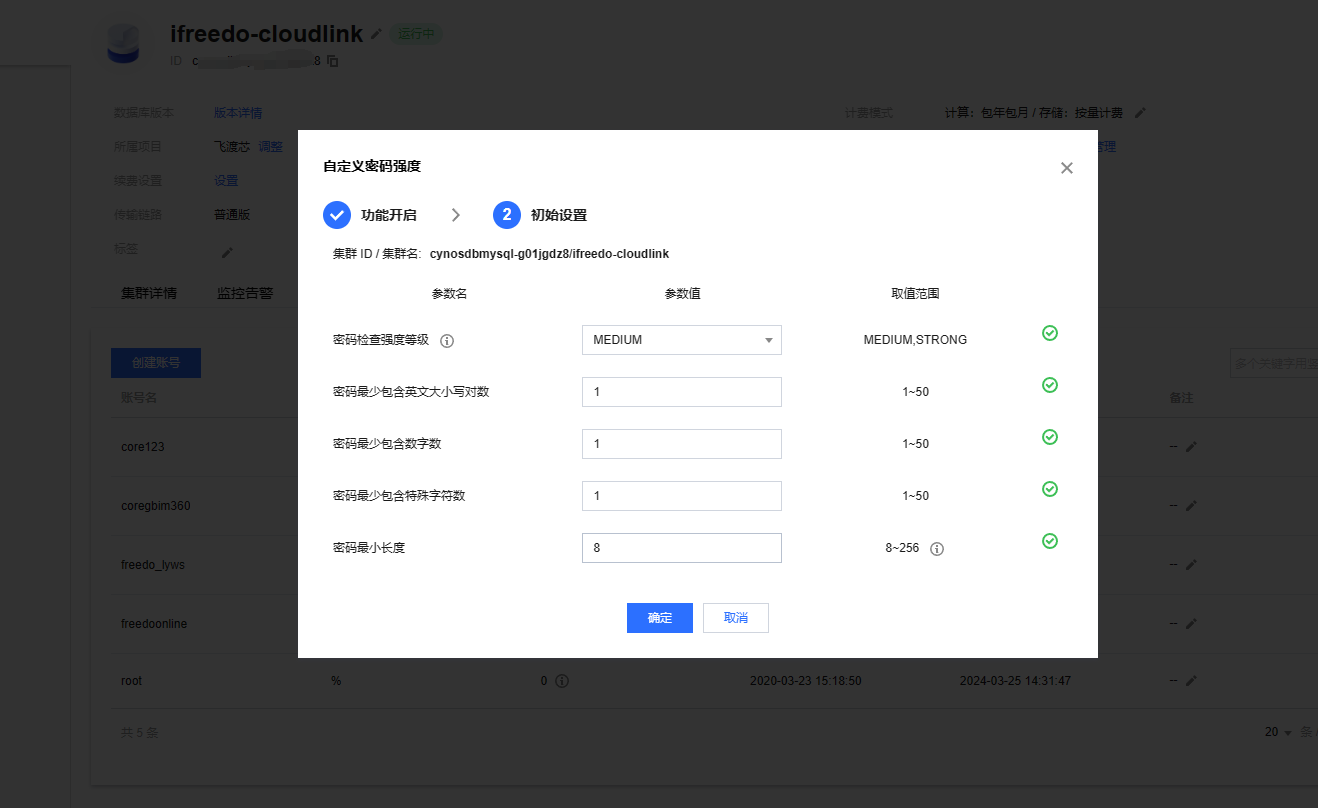 ifreedo-cloudlink 运行中
ID
数据库版本 版本详情 计费模式 计算：包年包月 / 存储：按量计费
所属项目 飞渡芯 调整 管理
续费设置 设置
传输链路 普通版
标签
集群详情 监控告警
自定义密码强度
功能开启 2 初始设置
集群 ID / 集群名: cynosdbmysql-g01jgdz8/ifreedo-cloudlink
参数名 参数值 取值范围
密码检查强度等级 MEDIUM MEDIUM,STRONG
密码最少包含英文大小写对数 1 1~50
密码最少包含数字数 1 1~50
密码最少包含特殊字符数 1 1~50
密码最小长度 8 8~256
确定 取消
创建账号 多个关键字用竖
账号名 备注
core123 --
coregbim360 --
freedo_lyws --
freedoonline --
root % 0 2020-03-23 15:18:50 2024-03-25 14:31:47 --
共 5 条 20 条